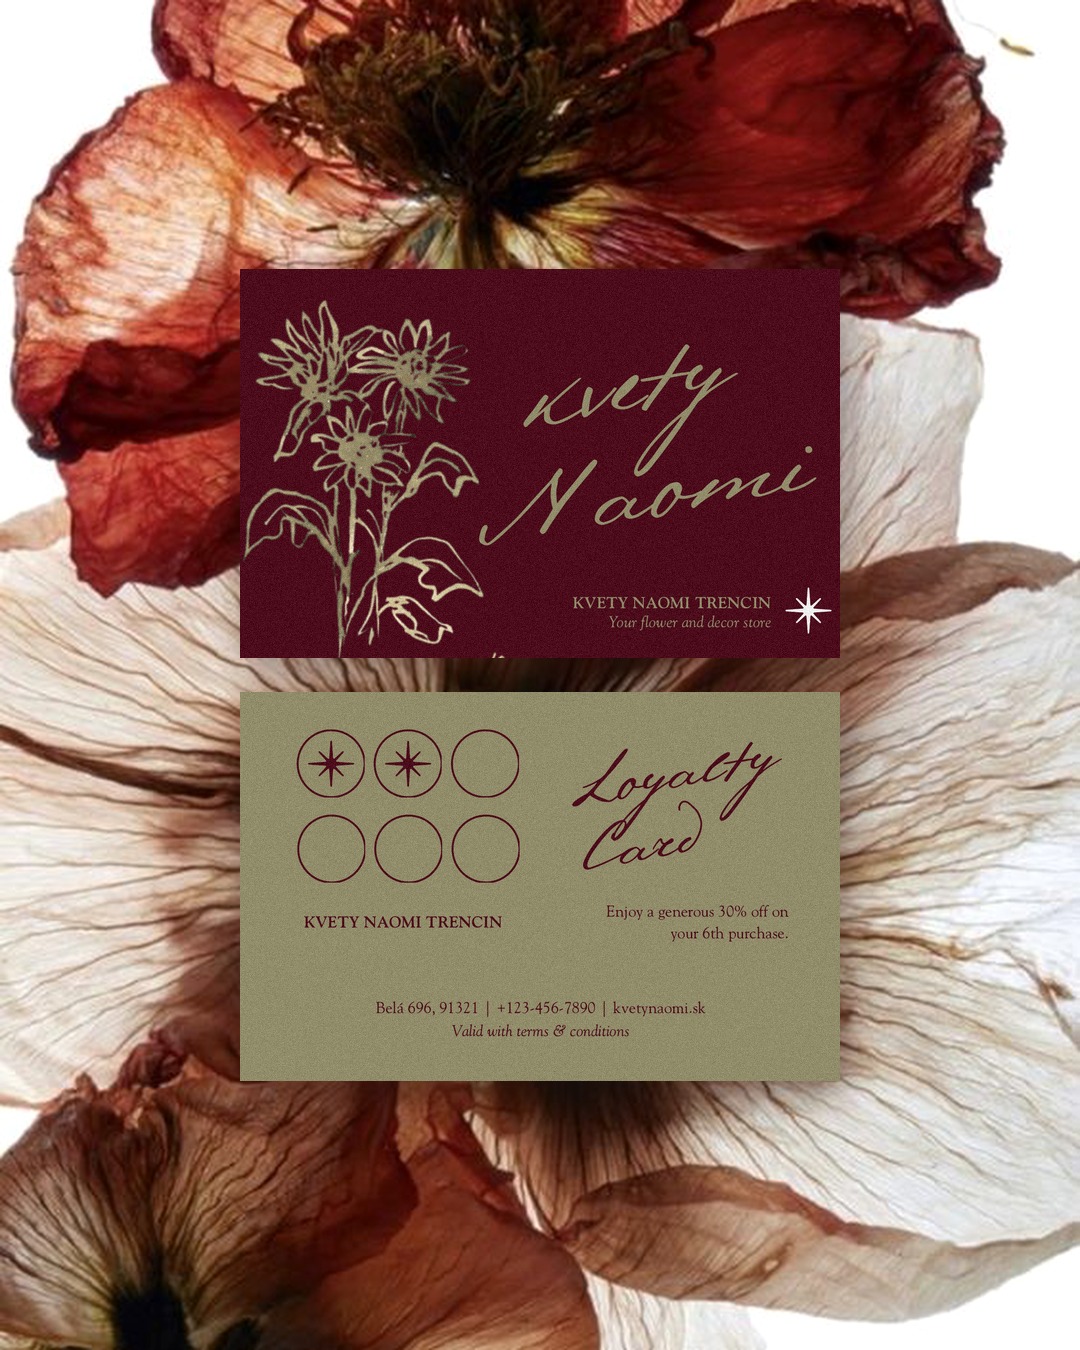 Kvety
Naomi
KVETY NAOMI TRENCIN
Your flower and decor store
Loyalty
Card
KVETY NAOMI TRENCIN
Enjoy a generous 30% off on
your 6th purchase.
Belá 696, 91321 | +123-456-7890 | kvetynaomi.sk
Valid with terms & conditions